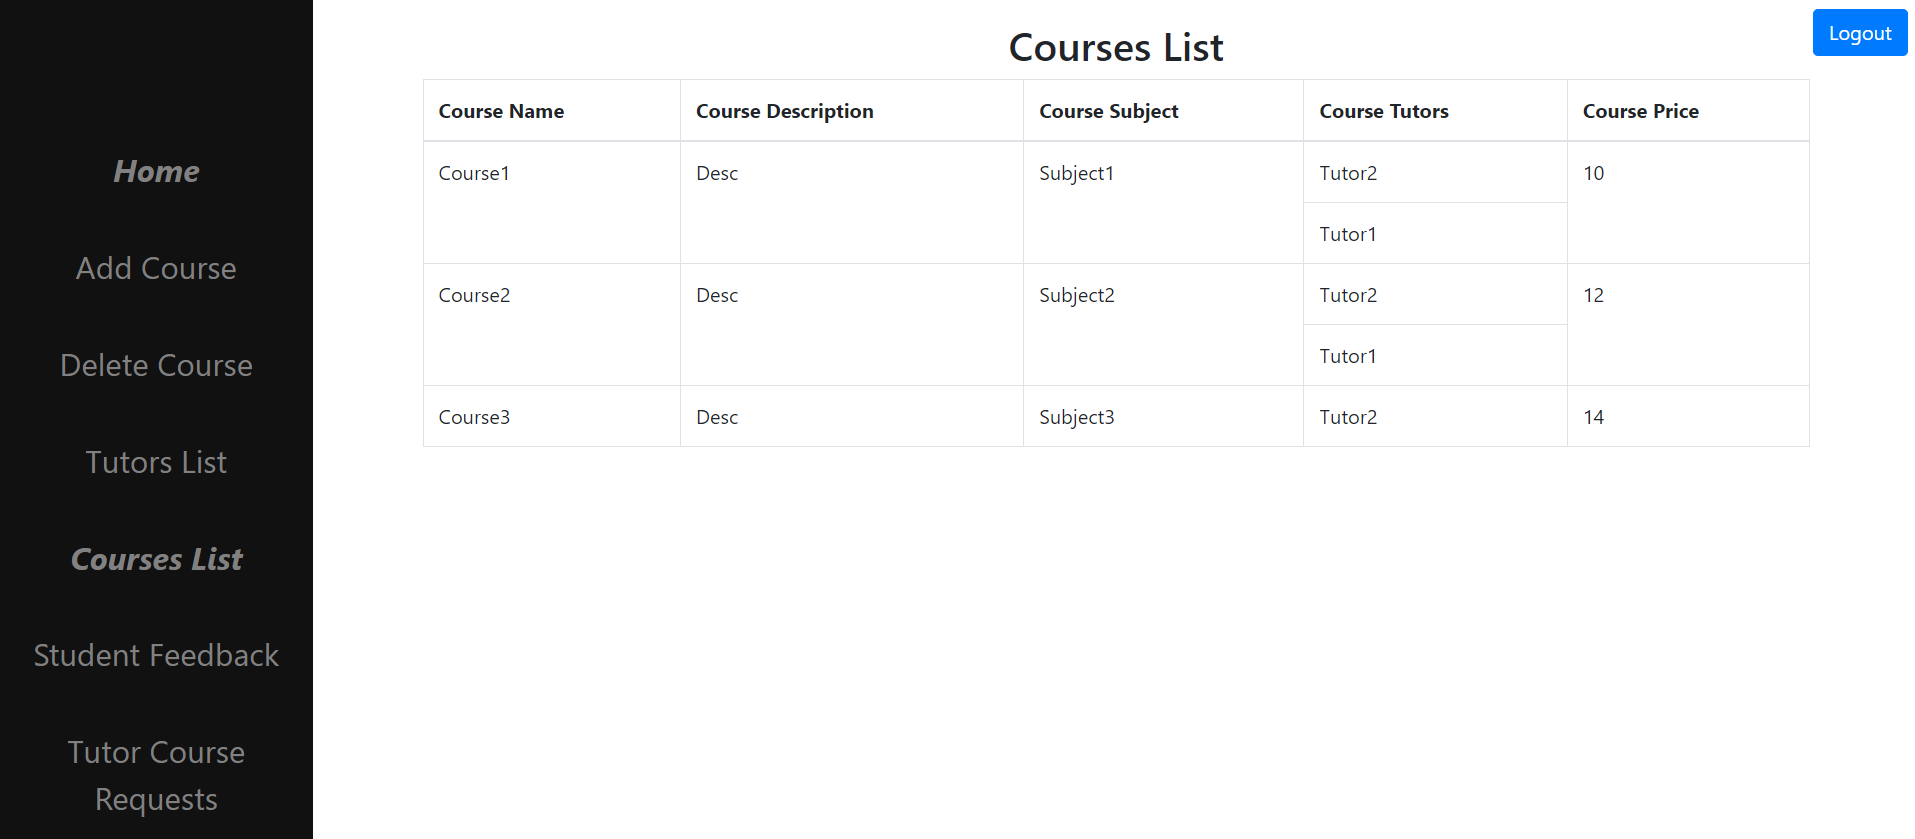 Home
Add Course
Delete Course
Tutors List
Courses List
Student Feedback
Tutor Course
Requests
Logout
Courses List
Course Name Course Description Course Subject Course Tutors Course Price
Course1 Desc Subject1 Tutor2 10
Tutor1
Course2 Desc Subject2 Tutor2 12
Tutor1
Course3 Desc Subject3 Tutor2 14